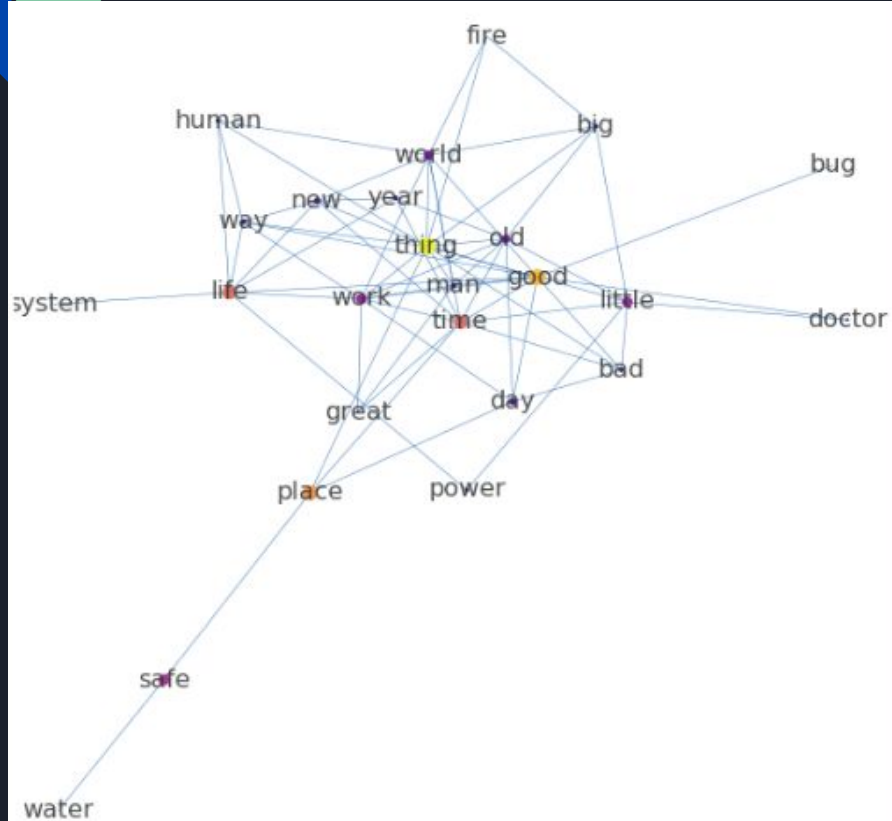 fire
human
big
world
bug
new
year
way
thing
old
man
good
life
work
little
system
time
doctor
bad
great
day
place
power
safe
water